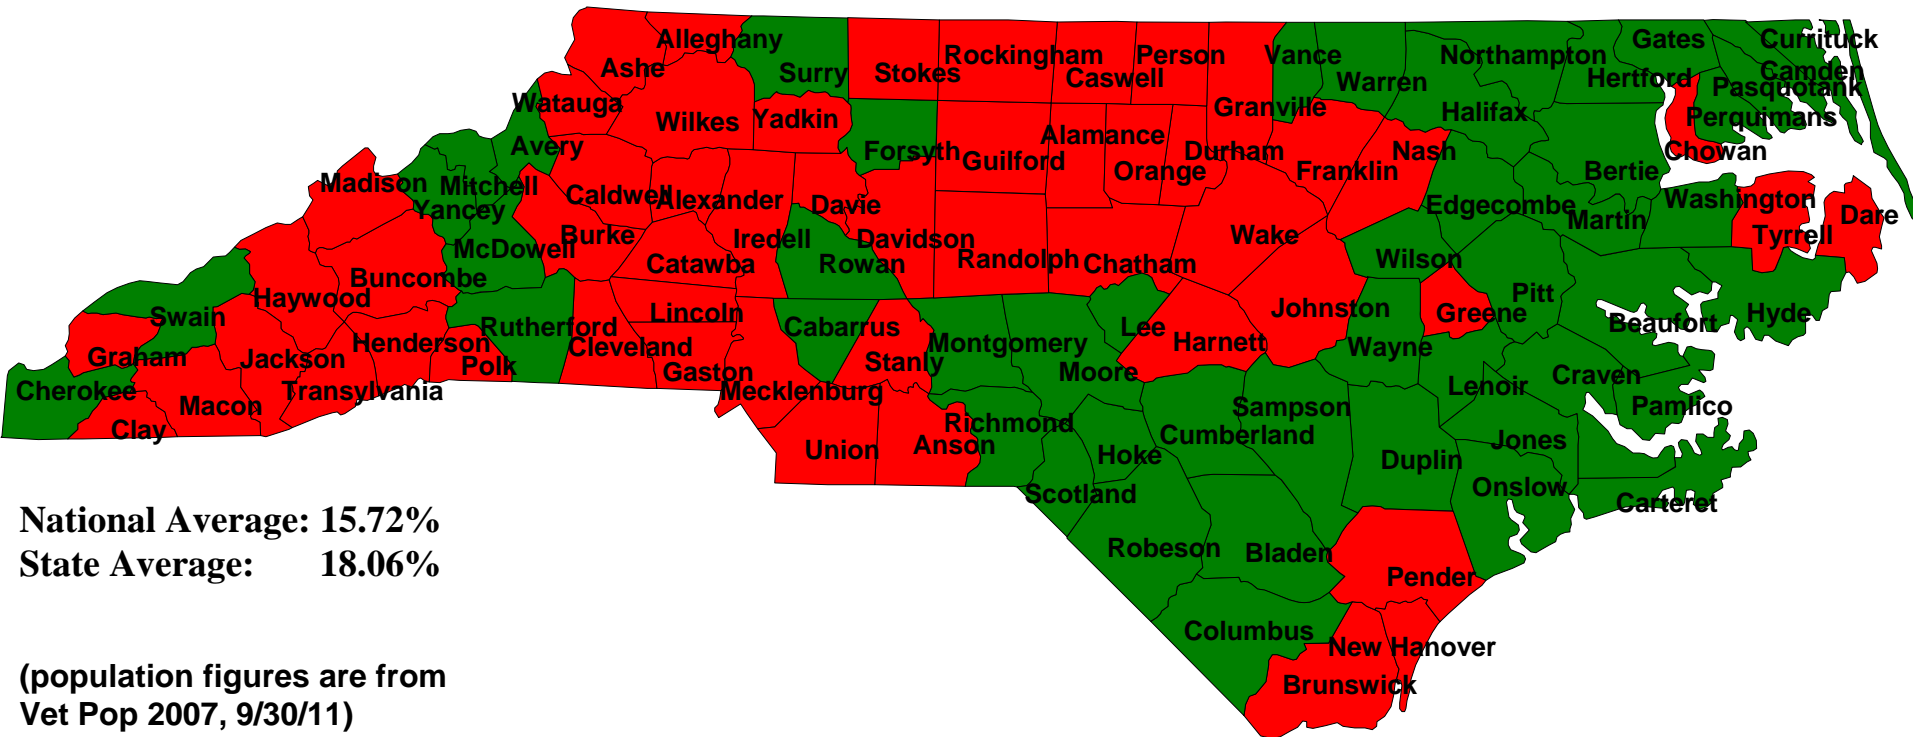 Alleghany
Ashe
Surry
Stokes
Rockingham
Caswell
Person
Vance
Granville
Warren
Northampton
Gates
Currituck
Camden
Hertford
Pasquotank
Halifax
Perquimans
Watauga
Wilkes
Yadkin
Avery
Forsyth
Guilford
Alamance
Orange
Durham
Franklin
Nash
Chowan
Bertie
Madison
Mitchell
Yancey
Caldwell
Alexander
Davie
Edgecombe
Martin
Washington
Dare
McDowell
Burke
Iredell
Davidson
Wake
Tyrrell
Buncombe
Catawba
Rowan
Randolph
Chatham
Wilson
Haywood
Swain
Lincoln
Johnston
Greene
Pitt
Beaufort
Hyde
Graham
Jackson
Henderson
Rutherford
Cleveland
Cabarrus
Stanly
Montgomery
Lee
Harnett
Wayne
Polk
Gaston
Moore
Cherokee
Macon
Transylvania
Mecklenburg
Lenoir
Craven
Clay
Union
Anson
Richmond
Sampson
Cumberland
Pamlico
Hoke
Duplin
Jones
Scotland
Onslow
Carteret
Robeson
Bladen
Pender
Columbus
New Hanover
Brunswick
National Average: 15.72%
State Average: 18.06%
(population figures are from
Vet Pop 2007, 9/30/11)